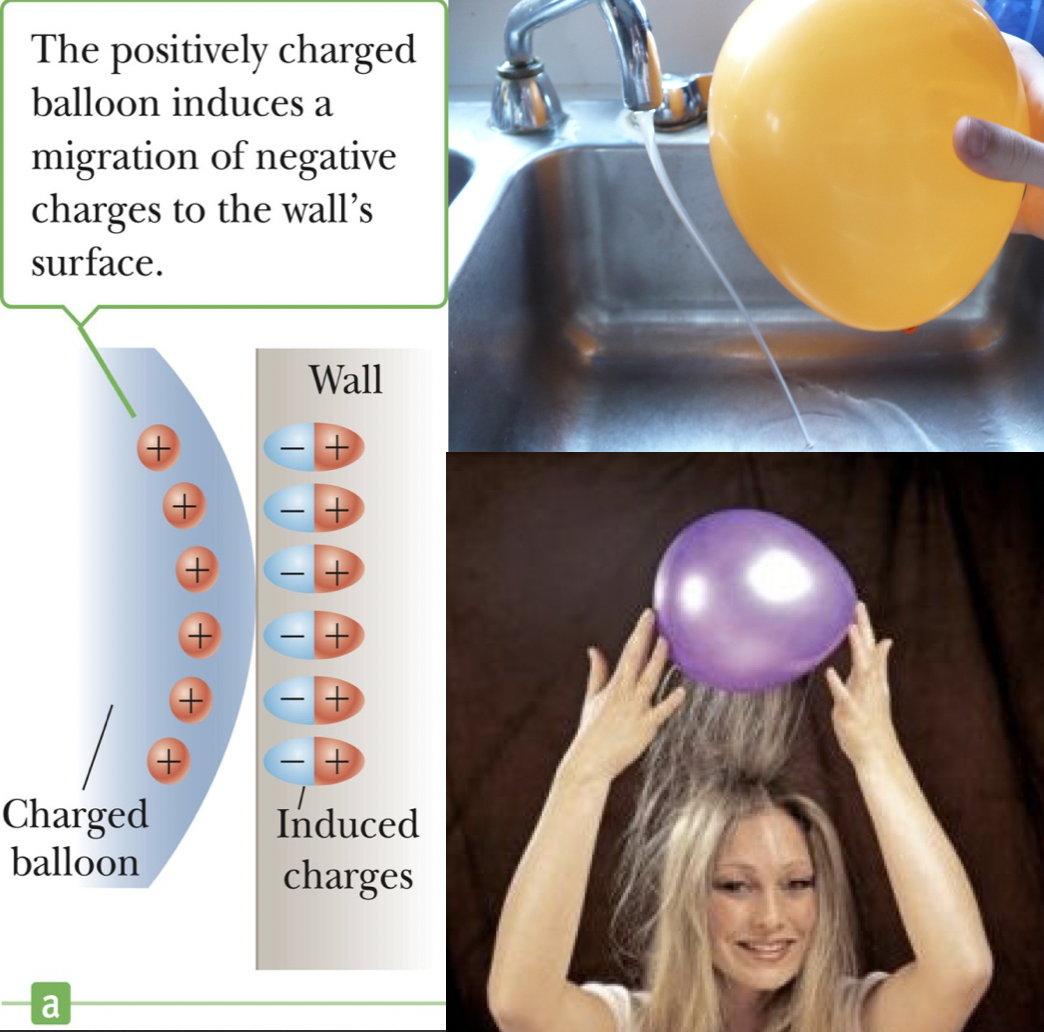 The positively charged
balloon induces a
migration of negative
charges to the wall's
surface.
Wall
+ − +
+ − +
+ − +
+ − +
+ − +
+ − +
Charged
balloon
Induced
charges
a